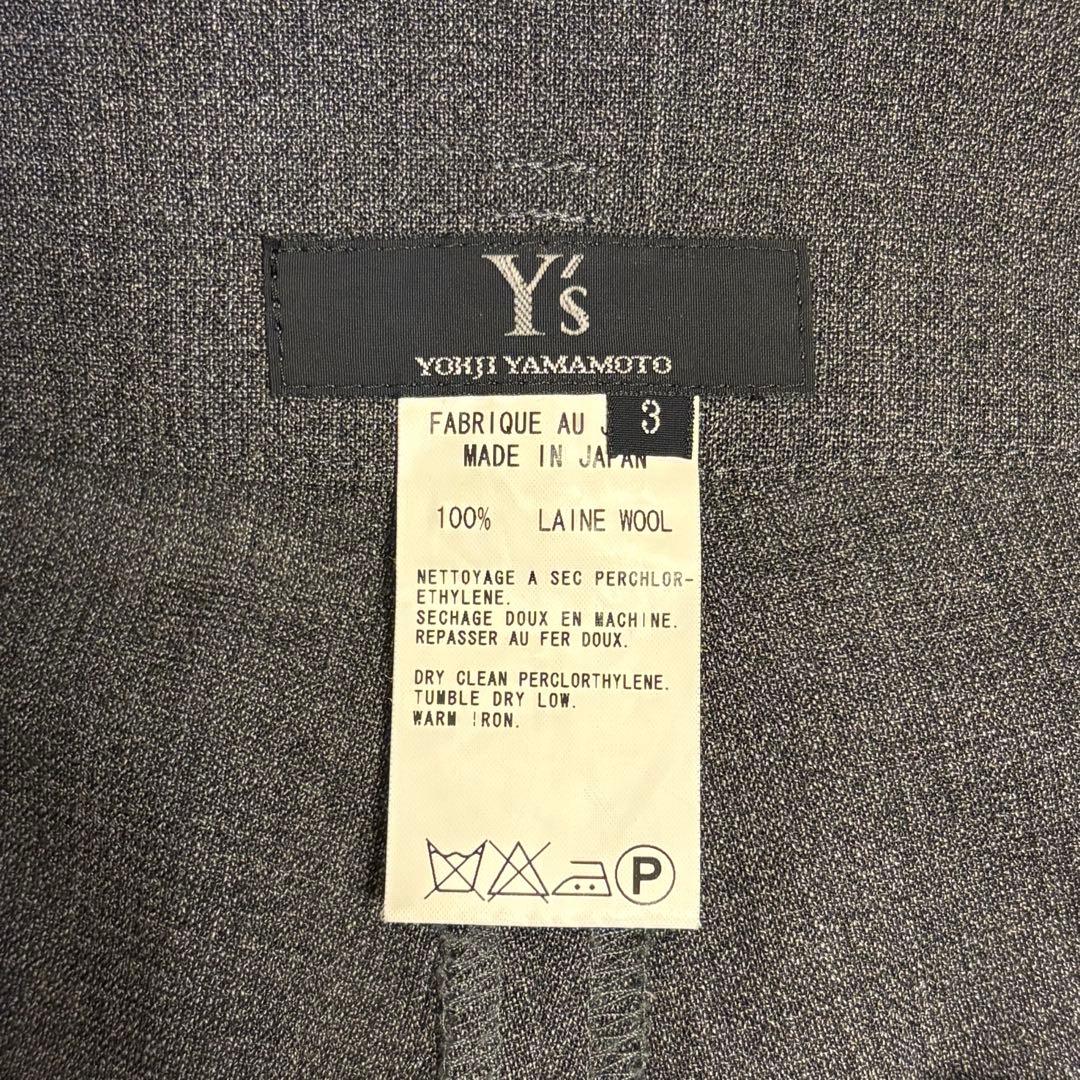 Y's
YOHJI YAMAMOTO
3
FABRIQUE AU
MADE IN JAPAN
100% LAINE WOOL
NETTOYAGE A SEC PERCHLOR-
ETHYLENE.
SECHAGE DOUX EN MACHINE.
REPASSER AU FER DOUX.
DRY CLEAN PERCLORTHYLENE.
TUMBLE DRY LOW.
WARM IRON.
P